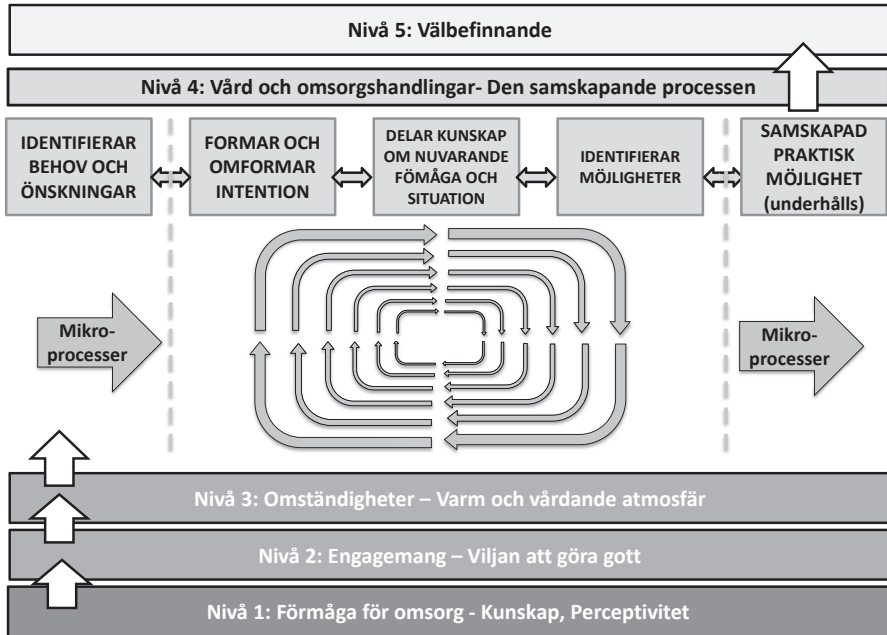 Nivå 5: Välbefinnande
Nivå 4: Vård och omsorgshandlingar- Den samskapande processen
IDENTIFIERAR
BEHOV OCH
ÖNSKNINGAR
FORMAR OCH
OMFORMAR
INTENTION
DELAR KUNSKAP
OM NUVARANDE
FÖMÅGA OCH
SITUATION
IDENTIFIERAR
MÖJLIGHETER
SAMSKAPAD
PRAKTISK
MÖJLIGHET
(underhålls)
Mikro-
processer
Mikro-
processer
Nivå 3: Omständigheter – Varm och vårdande atmosfär
Nivå 2: Engagemang – Viljan att göra gott
Nivå 1: Förmåga för omsorg - Kunskap, Perceptivitet